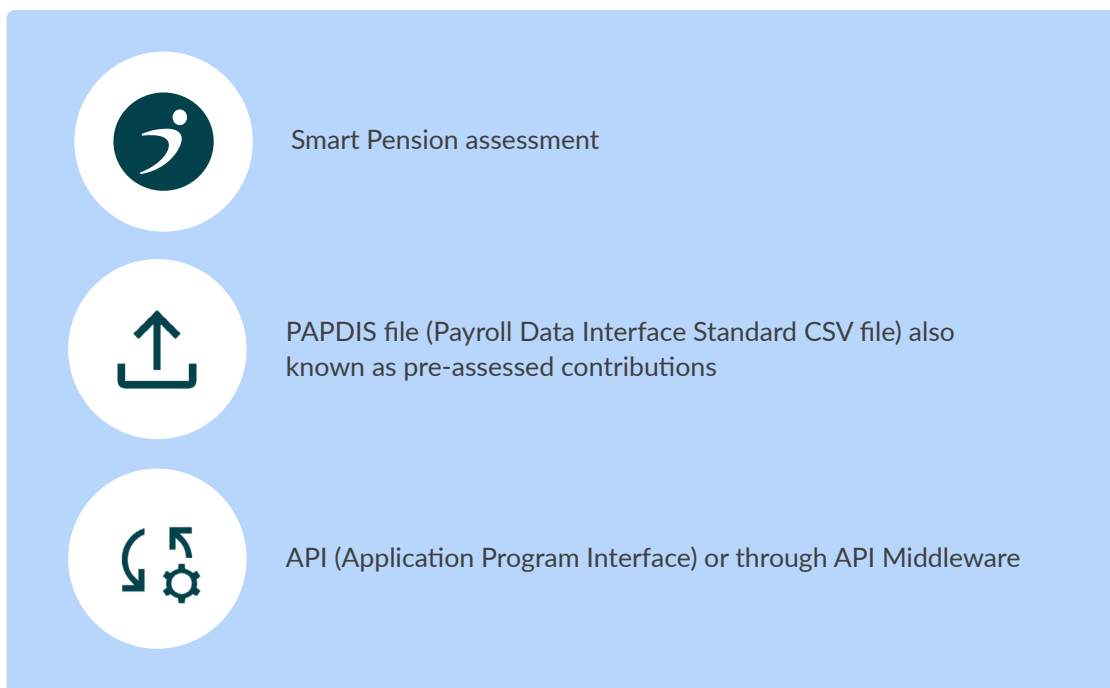 Smart Pension assessment
PAPDIS file (Payroll Data Interface Standard CSV file) also
known as pre-assessed contributions
API (Application Program Interface) or through API Middleware